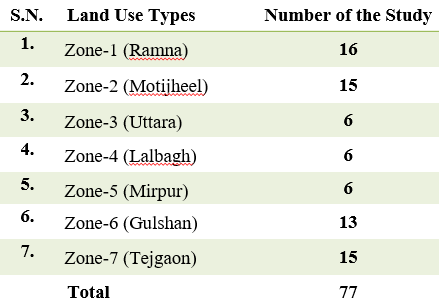 S.N. Land Use Types Number of the Study
1. Zone-1 (Ramna) 16
2. Zone-2 (Motijheel) 15
3. Zone-3 (Uttara) 6
4. Zone-4 (Lalbagh) 6
5. Zone-5 (Mirpur) 6
6. Zone-6 (Gulshan) 13
7. Zone-7 (Tejgaon) 15
Total 77